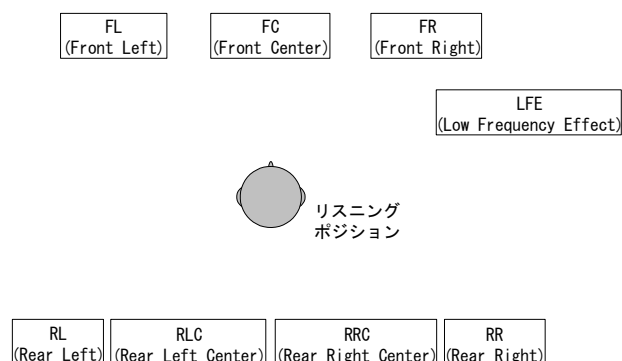 FL
(Front Left)
FC
(Front Center)
FR
(Front Right)
LFE
(Low Frequency Effect)
リスニング
ポジション
RL
(Rear Left)
RLC
(Rear Left Center)
RRC
(Rear Right Center)
RR
(Rear Right)